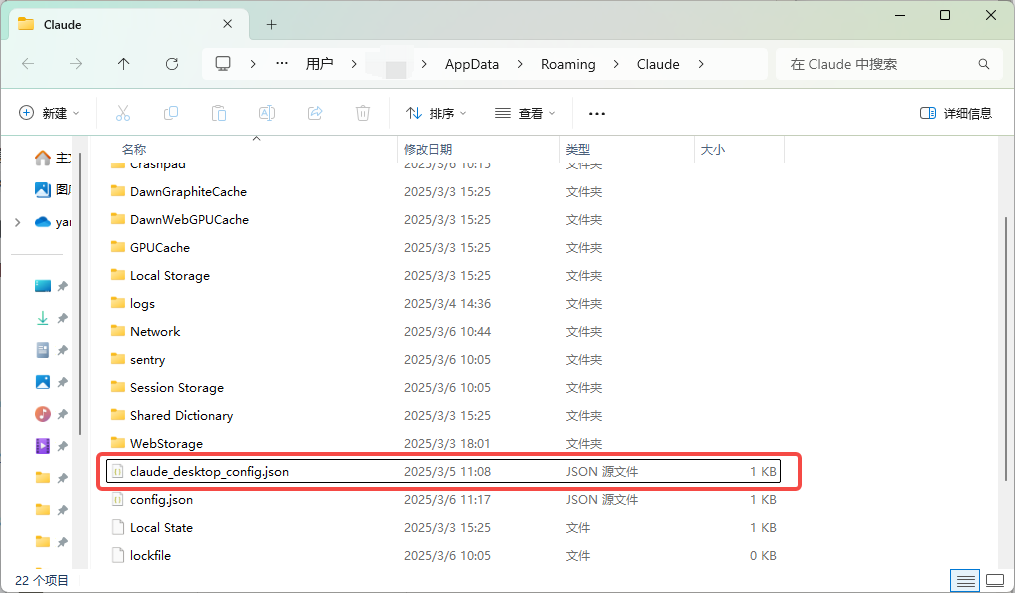 Claude
用户 AppData Roaming Claude
在 Claude 中搜索
新建 排序 查看 详细信息
名称 修改日期 类型 大小
Crashpad 2025/3/6 10:15 文件夹
DawnGraphiteCache 2025/3/3 15:25 文件夹
DawnWebGPUCache 2025/3/3 15:25 文件夹
GPUCache 2025/3/3 15:25 文件夹
Local Storage 2025/3/3 15:25 文件夹
logs 2025/3/4 14:36 文件夹
Network 2025/3/6 10:44 文件夹
sentry 2025/3/6 10:05 文件夹
Session Storage 2025/3/6 10:05 文件夹
Shared Dictionary 2025/3/3 15:25 文件夹
WebStorage 2025/3/3 18:01 文件夹
claude_desktop_config.json 2025/3/5 11:08 JSON 源文件 1 KB
config.json 2025/3/6 11:17 JSON 源文件 1 KB
Local State 2025/3/3 15:25 文件 1 KB
lockfile 2025/3/6 10:05 文件 0 KB
主
图
yar
22 个项目